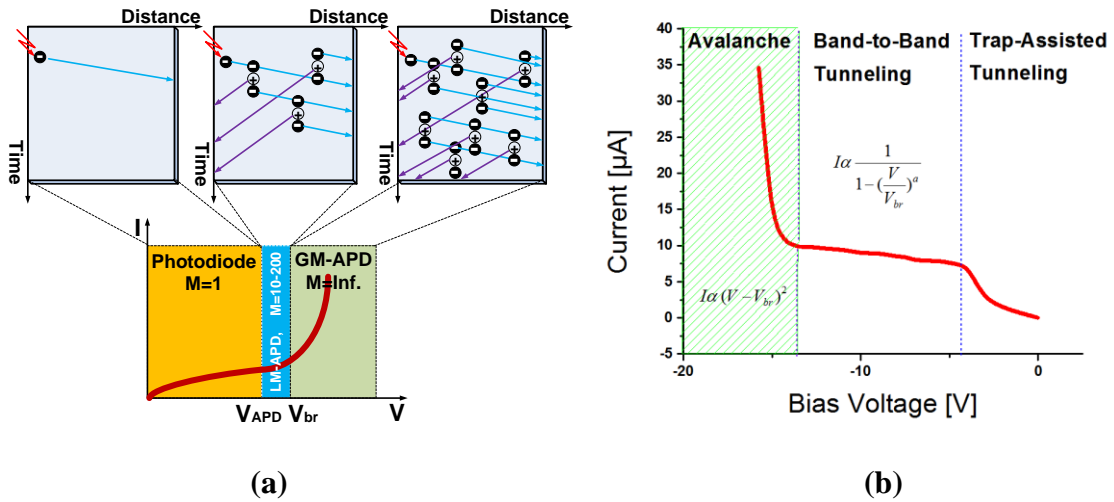 Distance
Distance
Distance
Time
Time
Time
I
Photodiode
M=1
LM-APD, M=10-200
GM-APD
M=Inf.
VAPD
Vbr
V
(a)
Avalanche
Band-to-Band
Tunneling
Trap-Assisted
Tunneling
Current [µA]
40
35
30
25
20
15
10
5
0
5
Iα 1/(1-(V/Vbr)^a)
Iα(V-Vbr)^2
-20
-10
0
Bias Voltage [V]
(b)